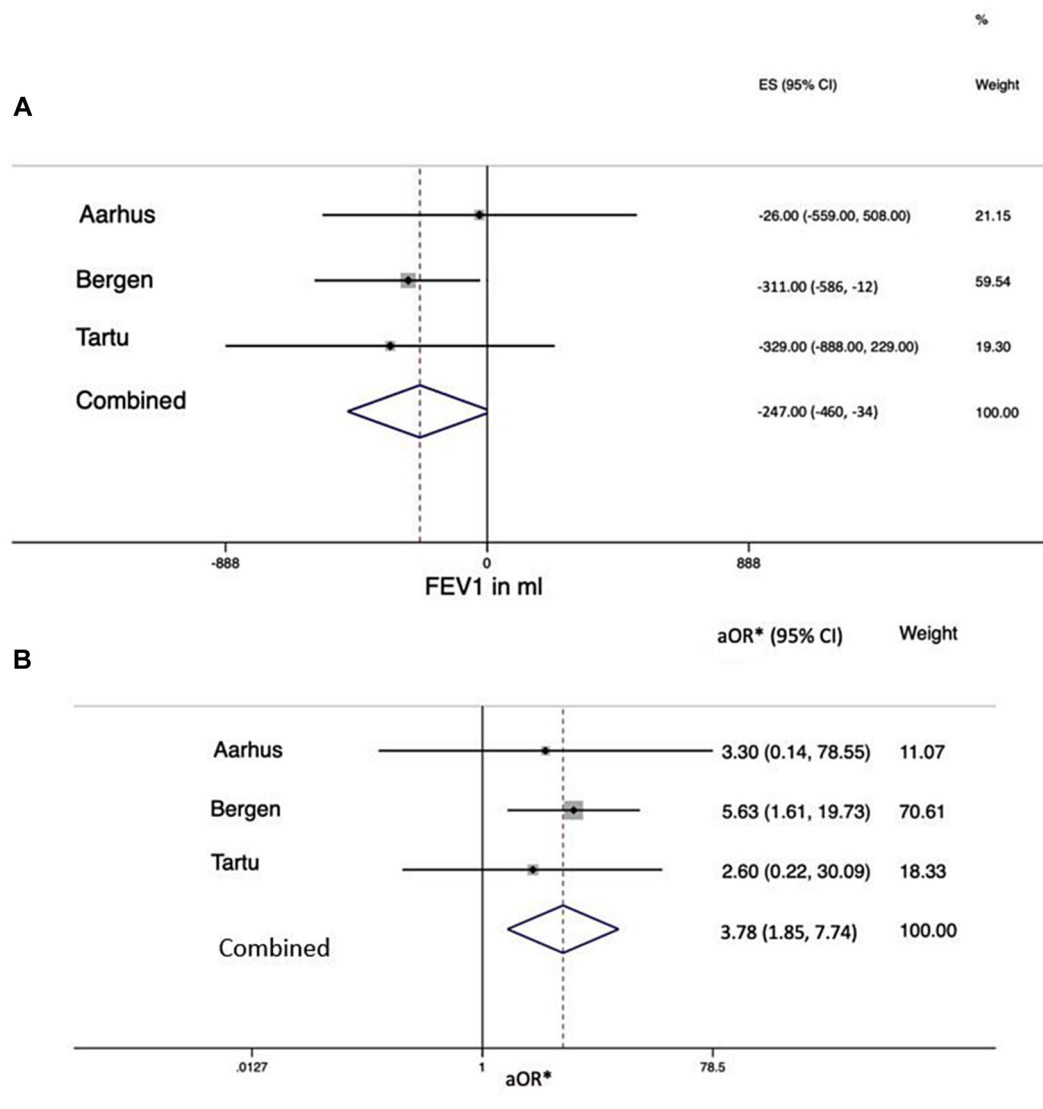 %
ES (95% CI) Weight
A
Aarhus -26.00 (-559.00, 508.00) 21.15
Bergen -311.00 (-586, -12) 59.54
Tartu -329.00 (-888.00, 229.00) 19.30
Combined -247.00 (-460, -34) 100.00
-888 0 888
FEV1 in ml
aOR* (95% CI) Weight
B
Aarhus 3.30 (0.14, 78.55) 11.07
Bergen 5.63 (1.61, 19.73) 70.61
Tartu 2.60 (0.22, 30.09) 18.33
Combined 3.78 (1.85, 7.74) 100.00
.0127 1 78.5
aOR*